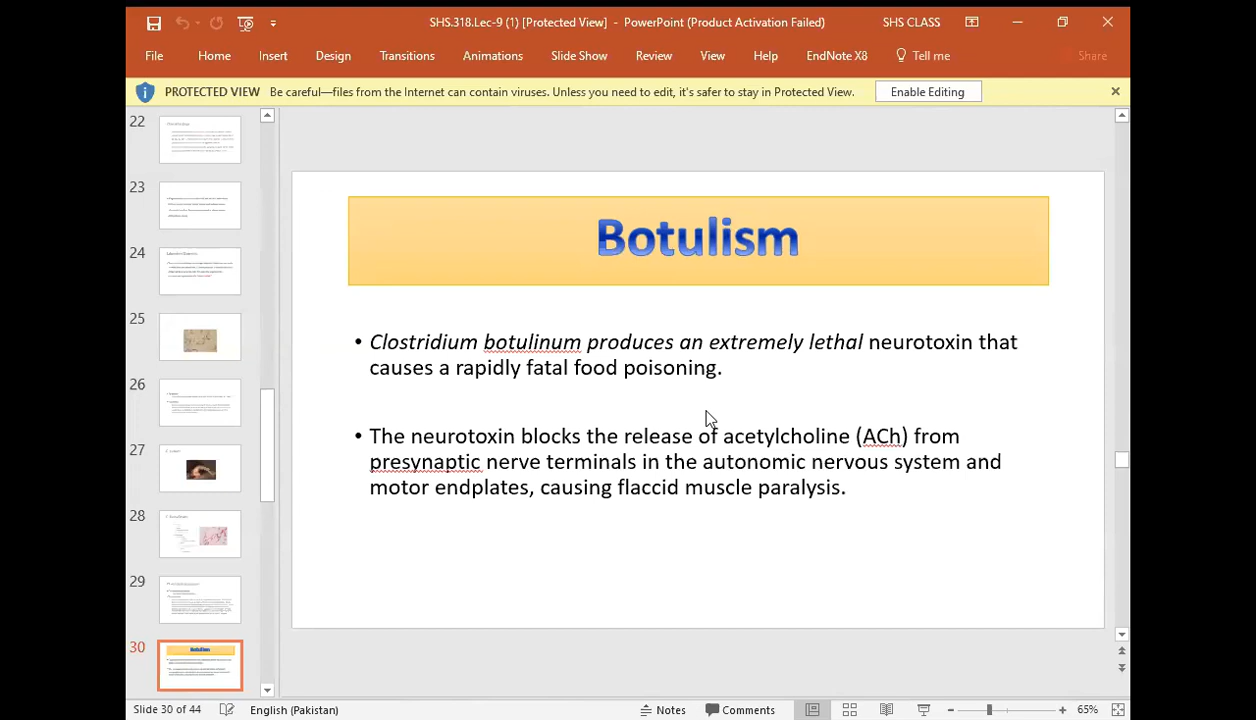 SHS.318.Lec-9 (1) [Protected View] - PowerPoint (Product Activation Failed)
SHS CLASS
File Home Insert Design Transitions Animations Slide Show Review View Help EndNote X8 Tell me Share
PROTECTED VIEW Be careful—files from the Internet can contain viruses. Unless you need to edit, it's safer to stay in Protected View. Enable Editing
22
23
24
25
26
27
28
29
30
Botulism
Botulism
• Clostridium botulinum produces an extremely lethal neurotoxin that
causes a rapidly fatal food poisoning.
• The neurotoxin blocks the release of acetylcholine (ACh) from
presynaptic nerve terminals in the autonomic nervous system and
motor endplates, causing flaccid muscle paralysis.
Slide 30 of 44 English (Pakistan) Notes Comments 65%